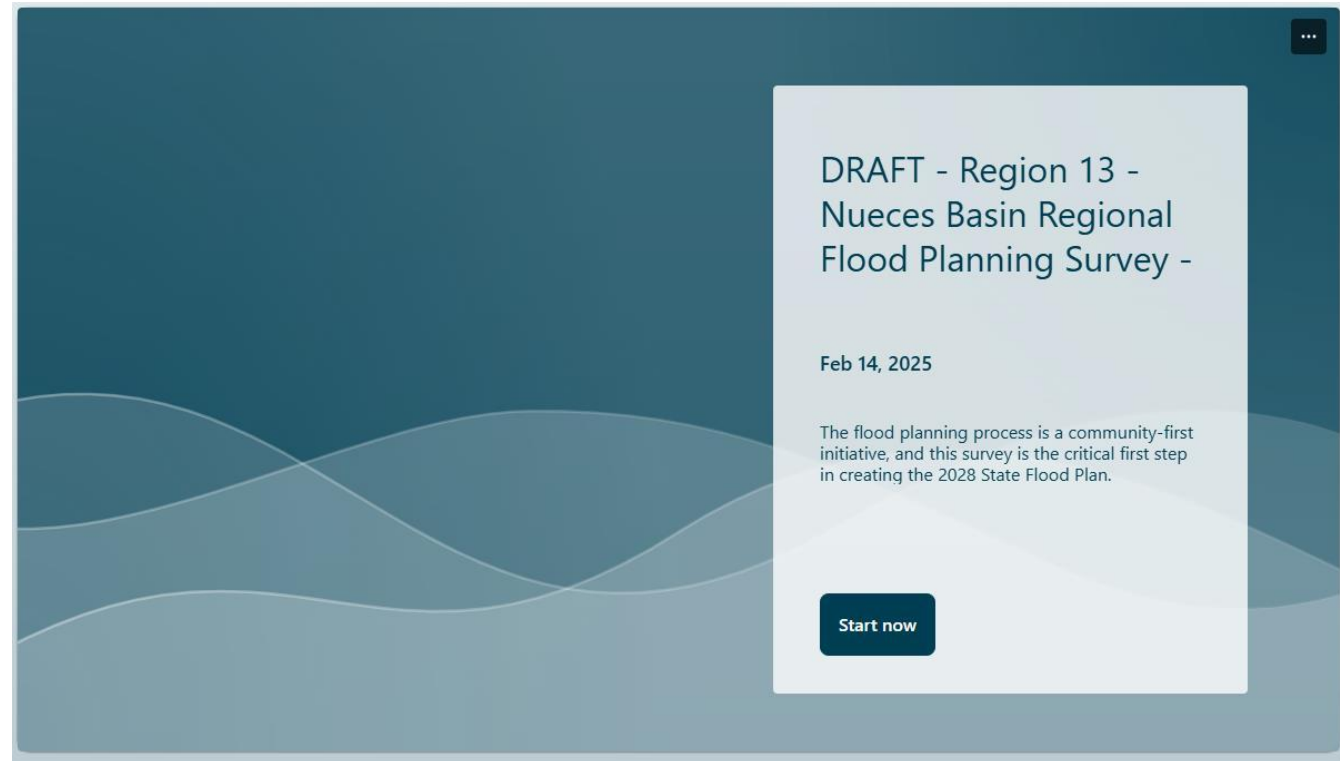 ...
DRAFT - Region 13 -
Nueces Basin Regional
Flood Planning Survey -
Feb 14, 2025
The flood planning process is a community-first
initiative, and this survey is the critical first step
in creating the 2028 State Flood Plan.
Start now